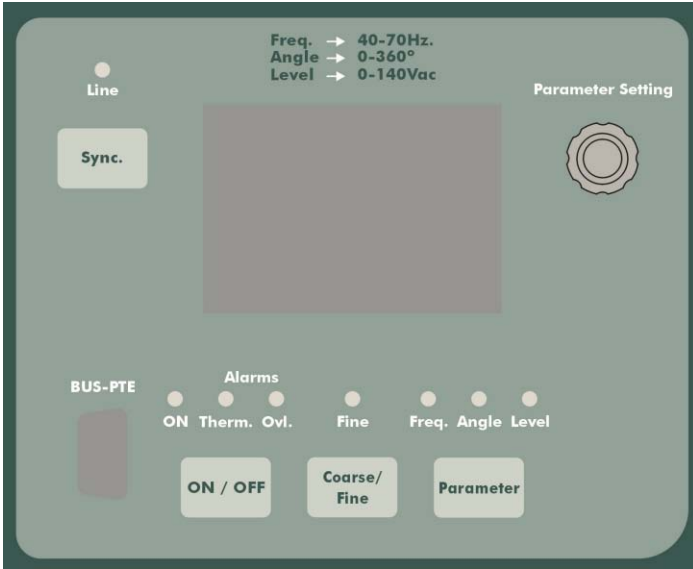 Freq. → 40-70Hz.
Angle → 0-360º
Level → 0-140Vac
Line
Parameter Setting
Sync.
BUS-PTE
Alarms
ON Therm. Ovl. Fine Freq. Angle Level
ON / OFF
Coarse/
Fine
Parameter